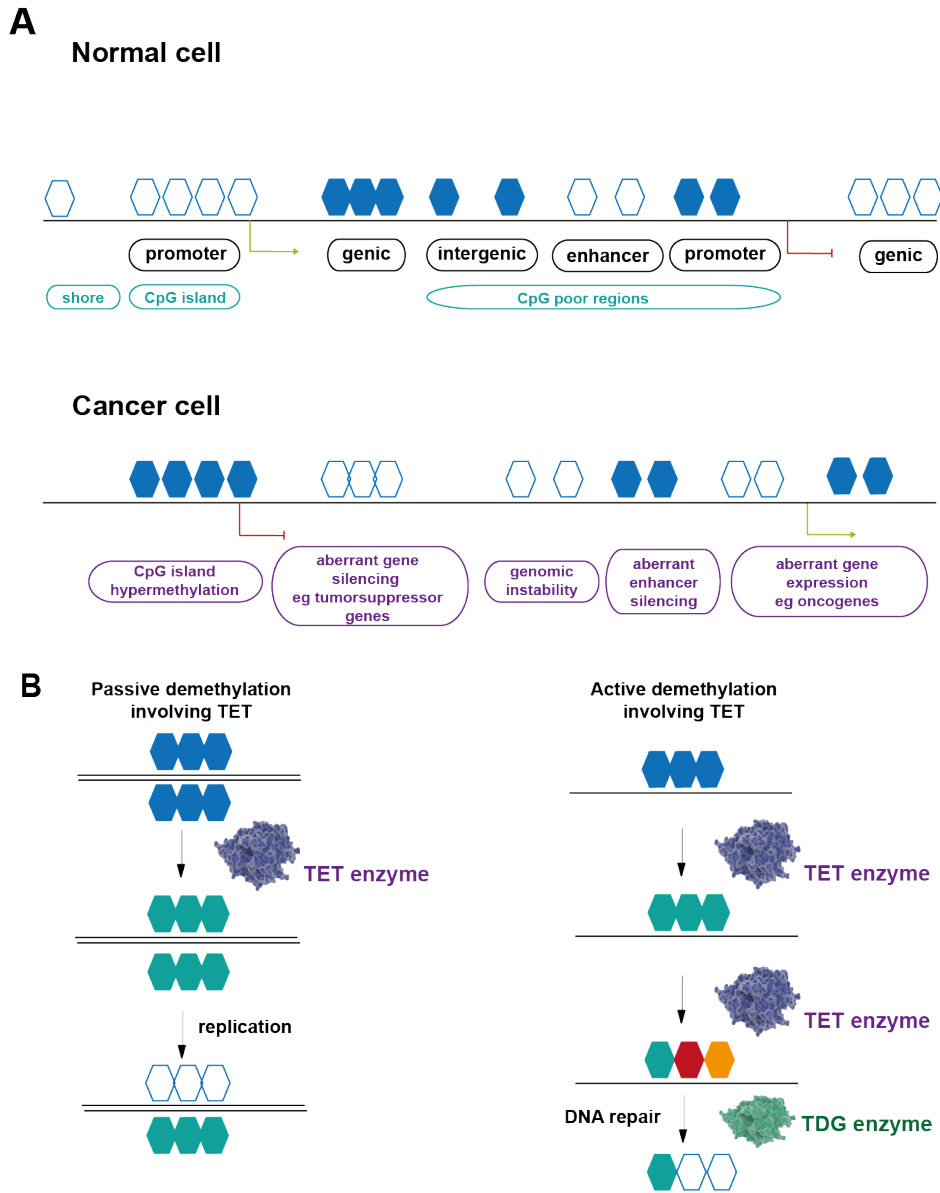 A
Normal cell
promoter
genic
intergenic
enhancer
promoter
genic
shore
CpG island
CpG poor regions
Cancer cell
CpG island
hypermethylation
aberrant gene
silencing
eg tumorsuppressor
genes
genomic
instability
aberrant
enhancer
silencing
aberrant gene
expression
eg oncogenes
B
Passive demethylation
involving TET
TET enzyme
replication
Active demethylation
involving TET
TET enzyme
TET enzyme
DNA repair
TDG enzyme